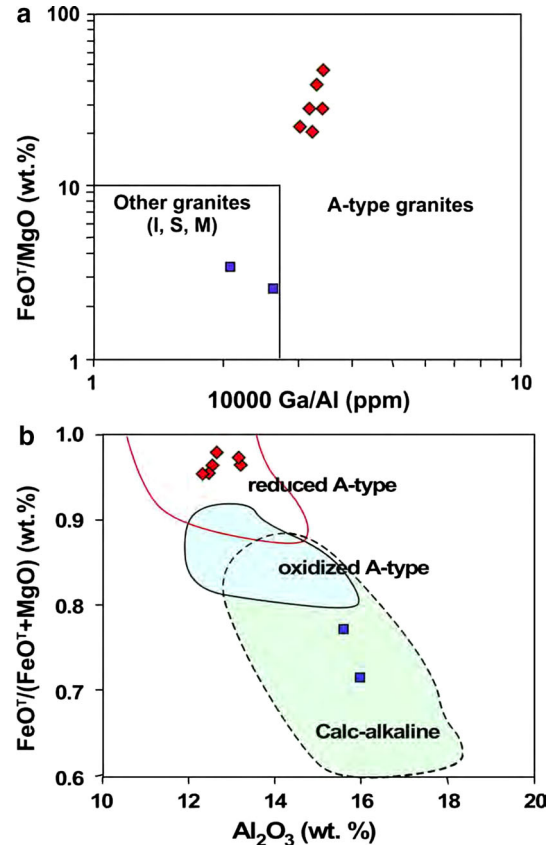 a
100
10
1
FeOᵀ/MgO (wt.%)
Other granites
(I, S, M)
A-type granites
1
10
10000 Ga/Al (ppm)
b
1.0
0.9
0.8
0.7
0.6
FeOᵀ/(FeOᵀ+MgO) (wt.%)
reduced A-type
oxidized A-type
Calc-alkaline
10
12
14
16
18
20
Al₂O₃ (wt. %)